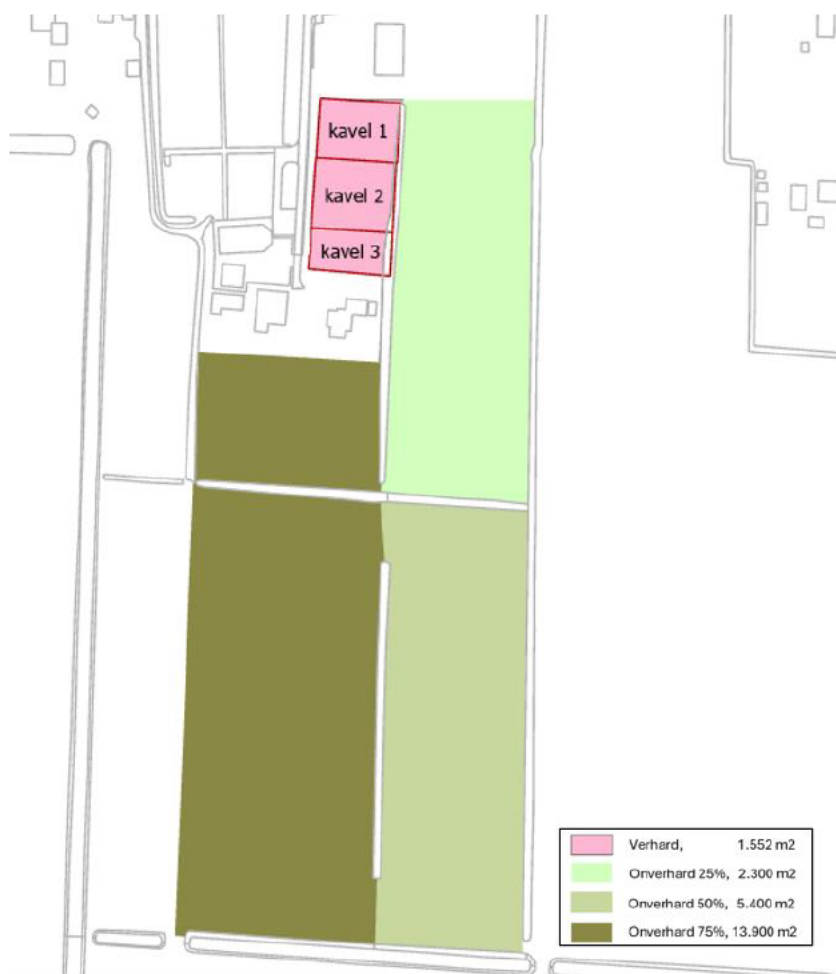 kavel 1
kavel 2
kavel 3
Verhard, 1.552 m2
Onverhard 25%, 2.300 m2
Onverhard 50%, 5.400 m2
Onverhard 75%, 13.900 m2